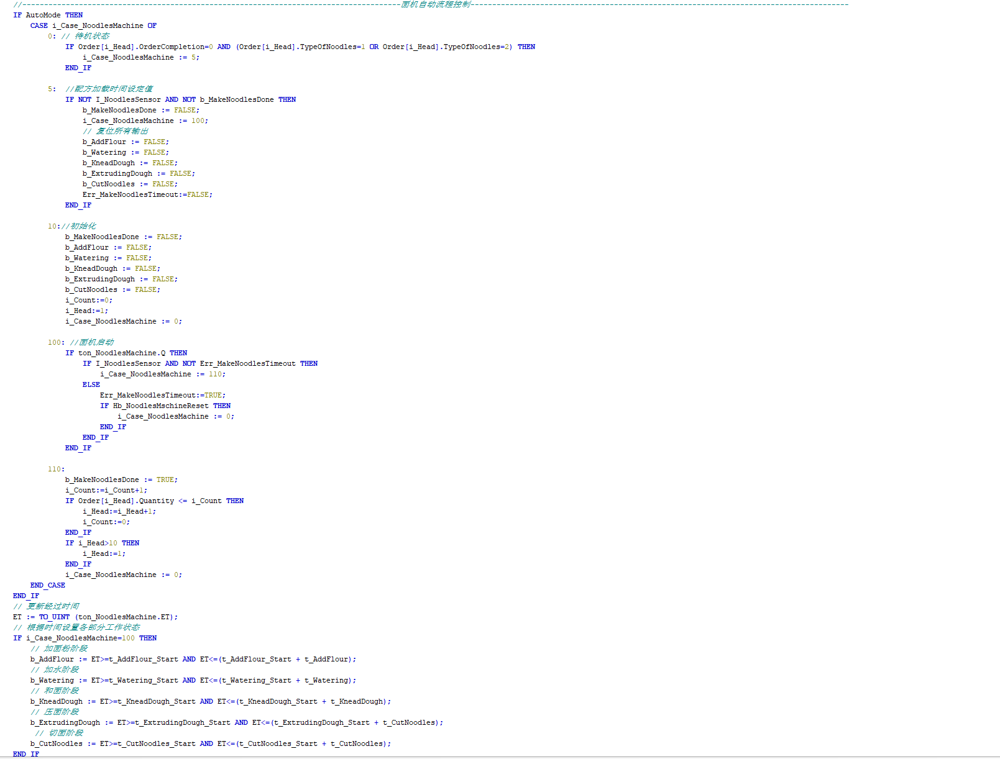 //---------------------------------------------------------------------------------------面机自动流程控制---------------------------------------------------------------------------------------
IF AutoMode THEN
    CASE i_Case_NoodlesMachine OF
        0: // 待机状态
            IF Order[i_Head].OrderCompletion=0 AND (Order[i_Head].TypeOfNoodles=1 OR Order[i_Head].TypeOfNoodles=2) THEN
                i_Case_NoodlesMachine := 5;
            END_IF
        5:  //配方加载时间设定值
            IF NOT I_NoodlesSensor AND NOT b_MakeNoodlesDone THEN
                b_MakeNoodlesDone := FALSE;
                i_Case_NoodlesMachine := 100;
                // 复位所有输出
                b_AddFlour := FALSE;
                b_Watering := FALSE;
                b_KneadDough := FALSE;
                b_ExtrudingDough := FALSE;
                b_CutNoodles := FALSE;
                Err_MakeNoodlesTimeout:=FALSE;
            END_IF
        10://初始化
            b_MakeNoodlesDone := FALSE;
            b_AddFlour := FALSE;
            b_Watering := FALSE;
            b_KneadDough := FALSE;
            b_ExtrudingDough := FALSE;
            b_CutNoodles := FALSE;
            i_Count:=0;
            i_Head:=1;
            i_Case_NoodlesMachine := 0;
        100: //面机启动
            IF ton_NoodlesMachine.Q THEN
                IF I_NoodlesSensor AND NOT Err_MakeNoodlesTimeout THEN
                    i_Case_NoodlesMachine := 110;
                ELSE
                    Err_MakeNoodlesTimeout:=TRUE;
                    IF Hb_NoodlesMschineReset THEN
                        i_Case_NoodlesMachine := 0;
                    END_IF
                END_IF
            END_IF
        110:
            b_MakeNoodlesDone := TRUE;
            i_Count:=i_Count+1;
            IF Order[i_Head].Quantity <= i_Count THEN
                i_Head:=i_Head+1;
                i_Count:=0;
            END_IF
            IF i_Head>10 THEN
                i_Head:=1;
            END_IF
            i_Case_NoodlesMachine := 0;
    END_CASE
END_IF
// 更新经过时间
ET := TO_UINT (ton_NoodlesMachine.ET);
// 根据时间设置各部分工作状态
IF i_Case_NoodlesMachine=100 THEN
    // 加面粉阶段
    b_AddFlour := ET>=t_AddFlour_Start AND ET<=(t_AddFlour_Start + t_AddFlour);
    // 加水阶段
    b_Watering := ET>=t_Watering_Start AND ET<=(t_Watering_Start + t_Watering);
    // 和面阶段
    b_KneadDough := ET>=t_KneadDough_Start AND ET<=(t_KneadDough_Start + t_KneadDough);
    // 压面阶段
    b_ExtrudingDough := ET>=t_ExtrudingDough_Start AND ET<=(t_ExtrudingDough_Start + t_CutNoodles);
     // 切面阶段
    b_CutNoodles := ET>=t_CutNoodles_Start AND ET<=(t_CutNoodles_Start + t_CutNoodles);
END_IF